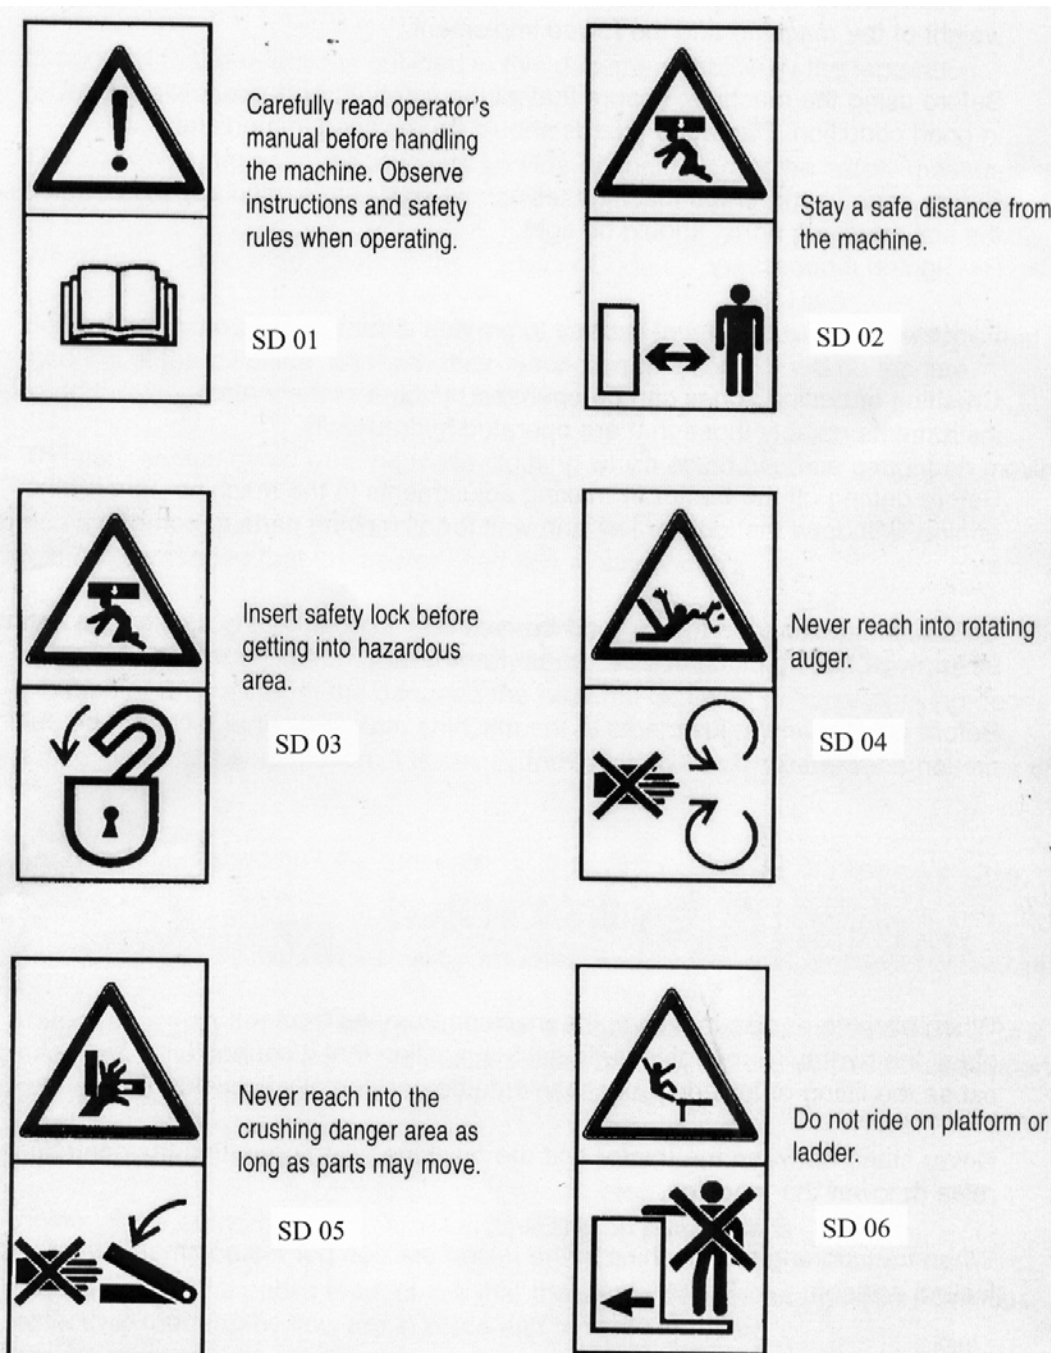 Carefully read operator's
manual before handling
the machine. Observe
instructions and safety
rules when operating.
SD 01
Stay a safe distance from
the machine.
SD 02
Insert safety lock before
getting into hazardous
area.
SD 03
Never reach into rotating
auger.
SD 04
Never reach into the
crushing danger area as
long as parts may move.
SD 05
Do not ride on platform or
ladder.
SD 06